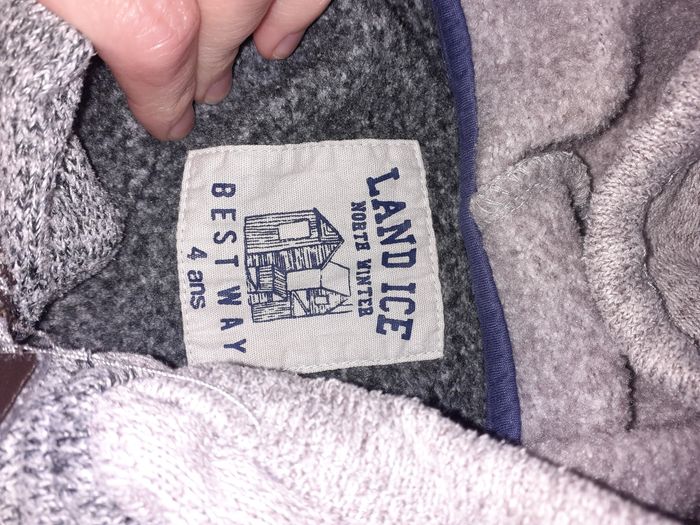 LAND ICE
NORTH WINTER
BEST WAY
4 ans